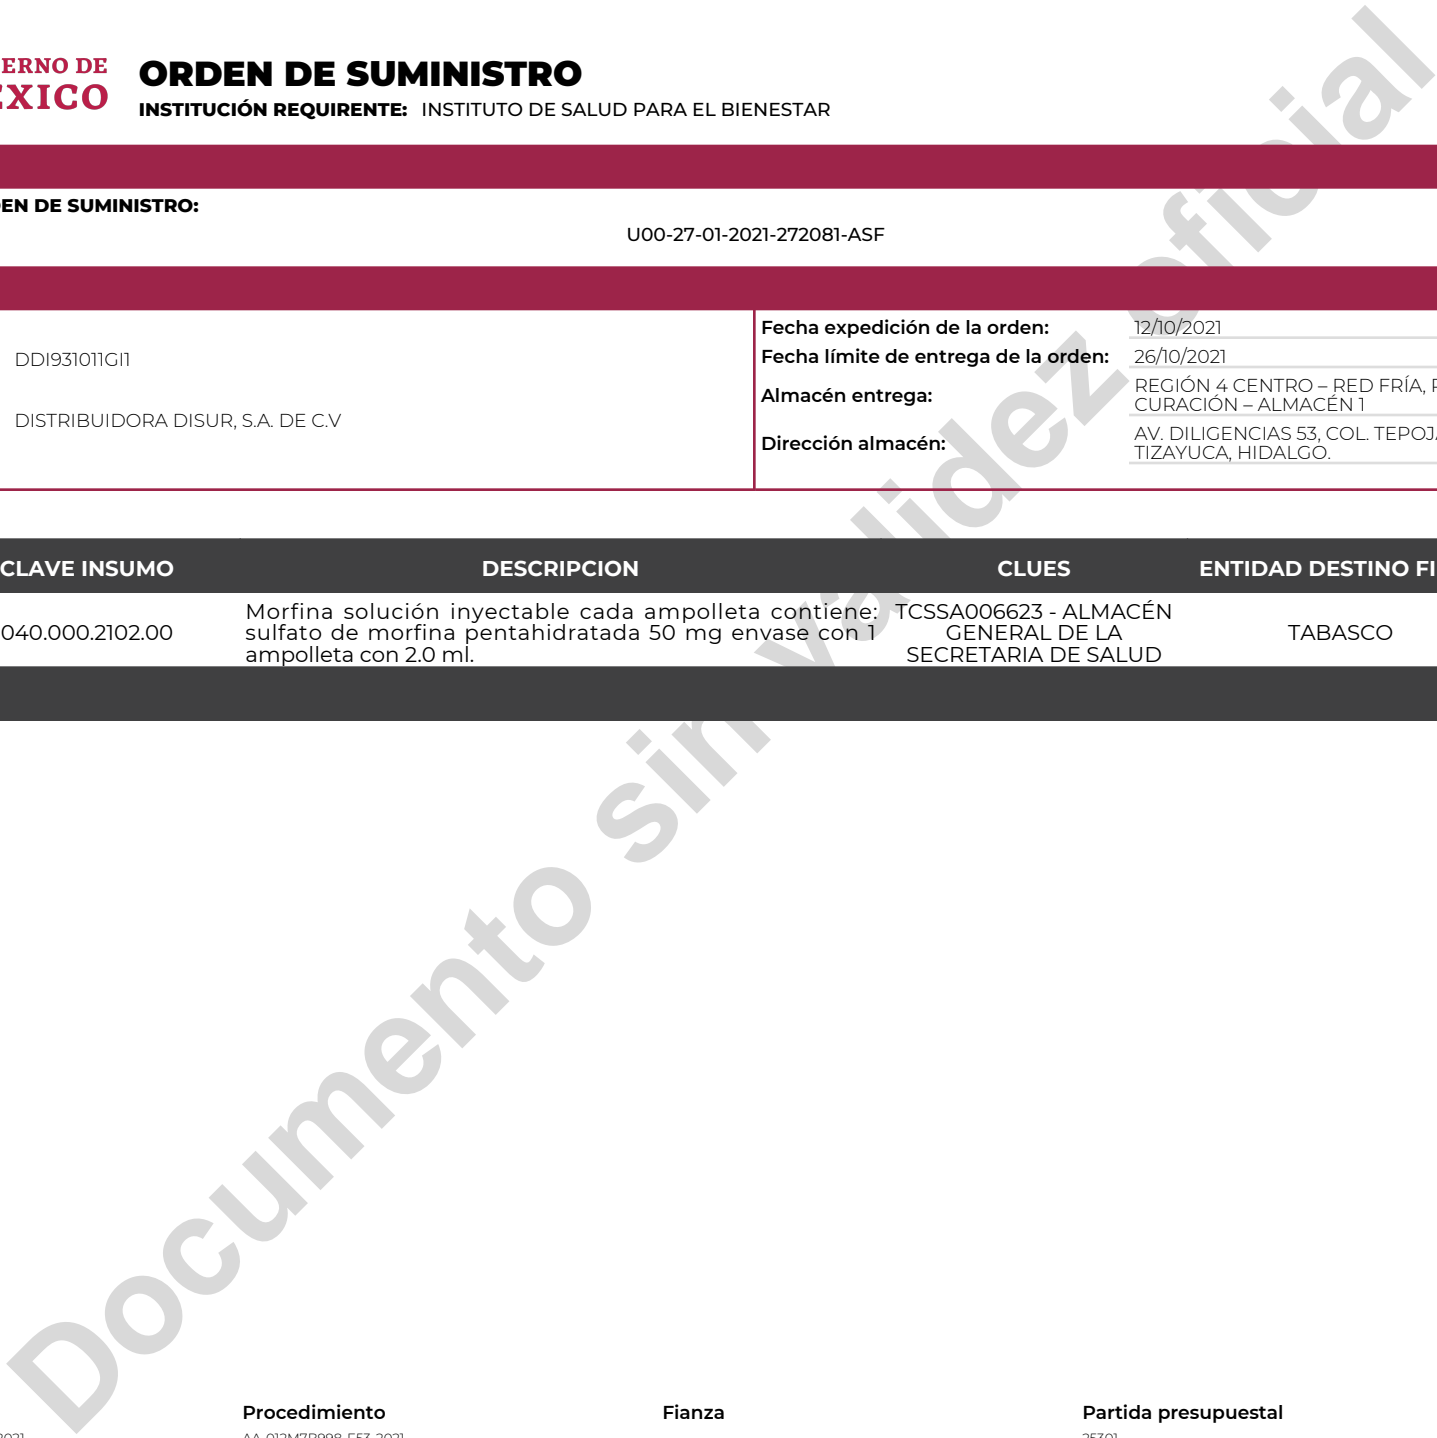 ERNO DE
ORDEN DE SUMINISTRO
INSTITUCIÓN REQUIRENTE: INSTITUTO DE SALUD PARA EL BIENESTAR
EN DE SUMINISTRO:
U00-27-01-2021-272081-ASF
DDI931011GI1
DISTRIBUIDORA DISUR, S.A. DE C.V
Fecha expedición de la orden: 12/10/2021
Fecha límite de entrega de la orden: 26/10/2021
Almacén entrega: REGIÓN 4 CENTRO – RED FRÍA,
CURACIÓN – ALMACÉN 1
Dirección almacén: AV. DILIGENCIAS 53, COL. TEPOJ
TIZAYUCA, HIDALGO.
CLAVE INSUMO DESCRIPCION CLUES ENTIDAD DESTINO FI
040.000.2102.00
Morfina solución inyectable cada ampolleta contiene:
sulfato de morfina pentahidratada 50 mg envase con 1
ampolleta con 2.0 ml.
TCSSA006623 - ALMACÉN
GENERAL DE LA
SECRETARIA DE SALUD
TABASCO
Documento sin validez oficial
Procedimiento Fianza Partida presupuestal